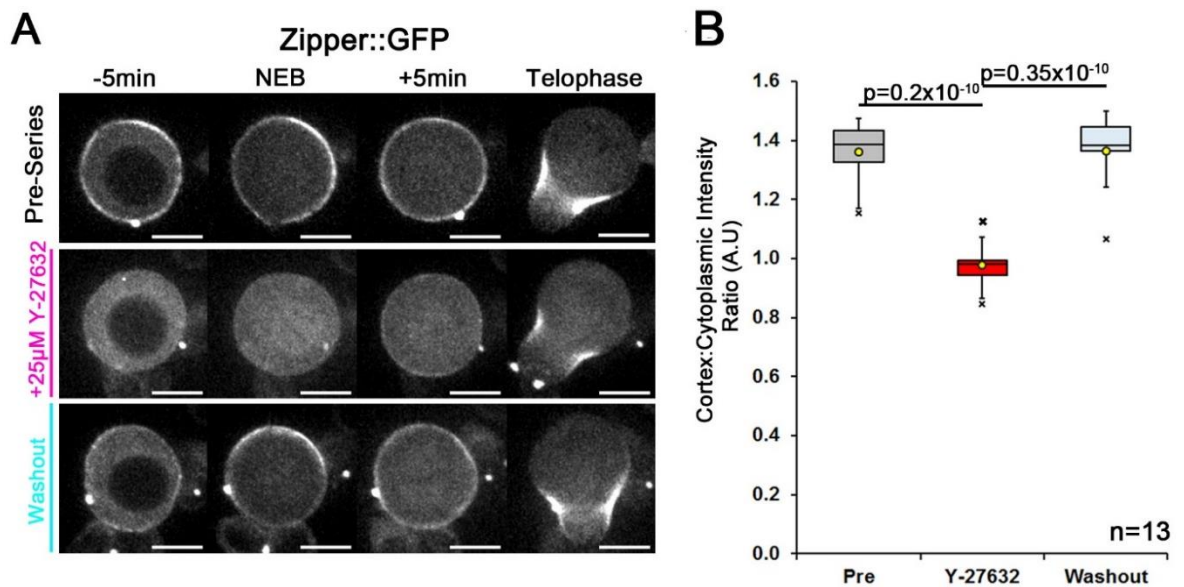 A
Zipper::GFP
-5min NEB +5min Telophase
Pre-Series
+25µM Y-27632
Washout
B
p=0.2x10⁻¹⁰
p=0.35x10⁻¹⁰
Cortex:Cytoplasmic Intensity
Ratio (A.U)
1.6
1.4
1.2
1.0
0.8
0.6
0.4
0.2
0.0
n=13
Pre Y-27632 Washout